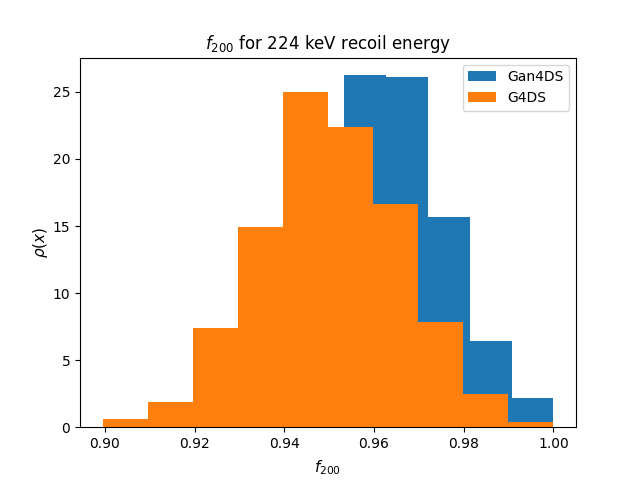 f₂₀₀ for 224 keV recoil energy
Gan4DS
G4DS
ρ(x)
25
20
15
10
5
0
0.90 0.92 0.94 0.96 0.98 1.00
f₂₀₀